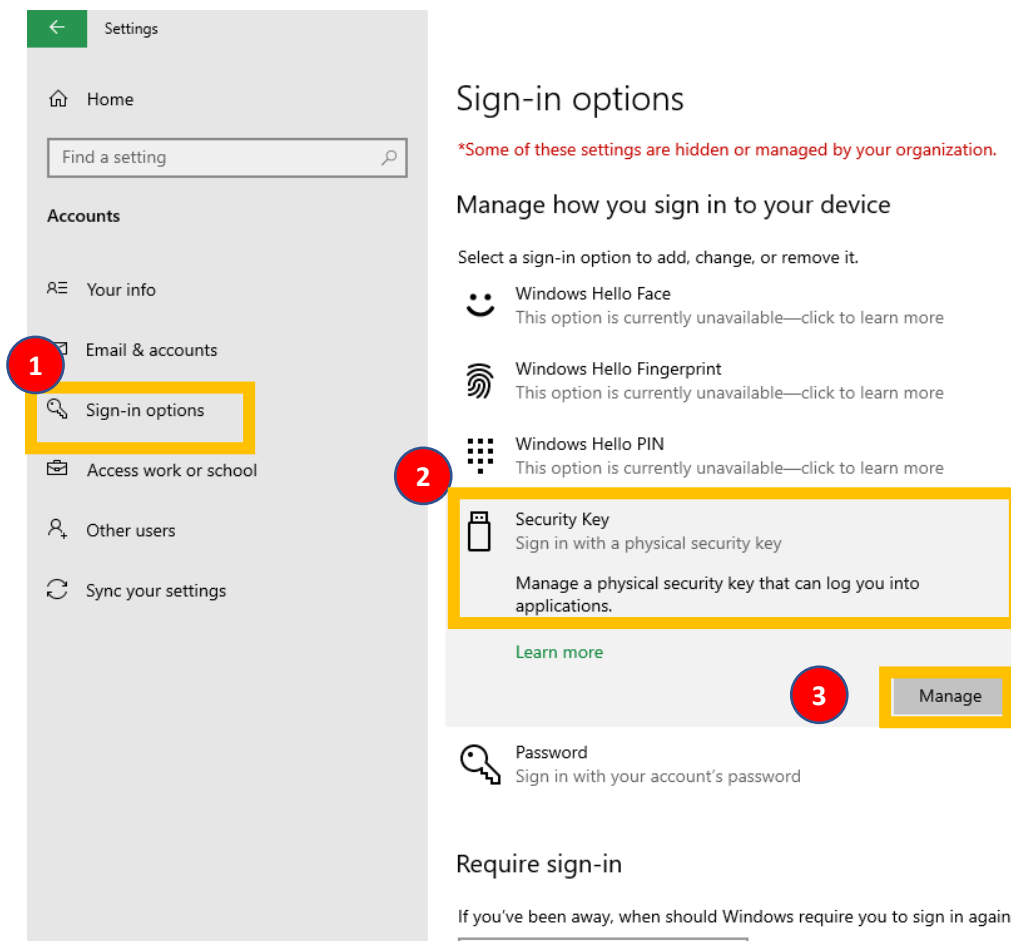 Settings
Home
Find a setting
Accounts
Your info
Email & accounts
1
Sign-in options
Access work or school
Other users
Sync your settings
Sign-in options
*Some of these settings are hidden or managed by your organization.
Manage how you sign in to your device
Select a sign-in option to add, change, or remove it.
Windows Hello Face
This option is currently unavailable—click to learn more
Windows Hello Fingerprint
This option is currently unavailable—click to learn more
Windows Hello PIN
This option is currently unavailable—click to learn more
2
Security Key
Sign in with a physical security key
Manage a physical security key that can log you into
applications.
Learn more
3
Manage
Password
Sign in with your account's password
Require sign-in
If you've been away, when should Windows require you to sign in again